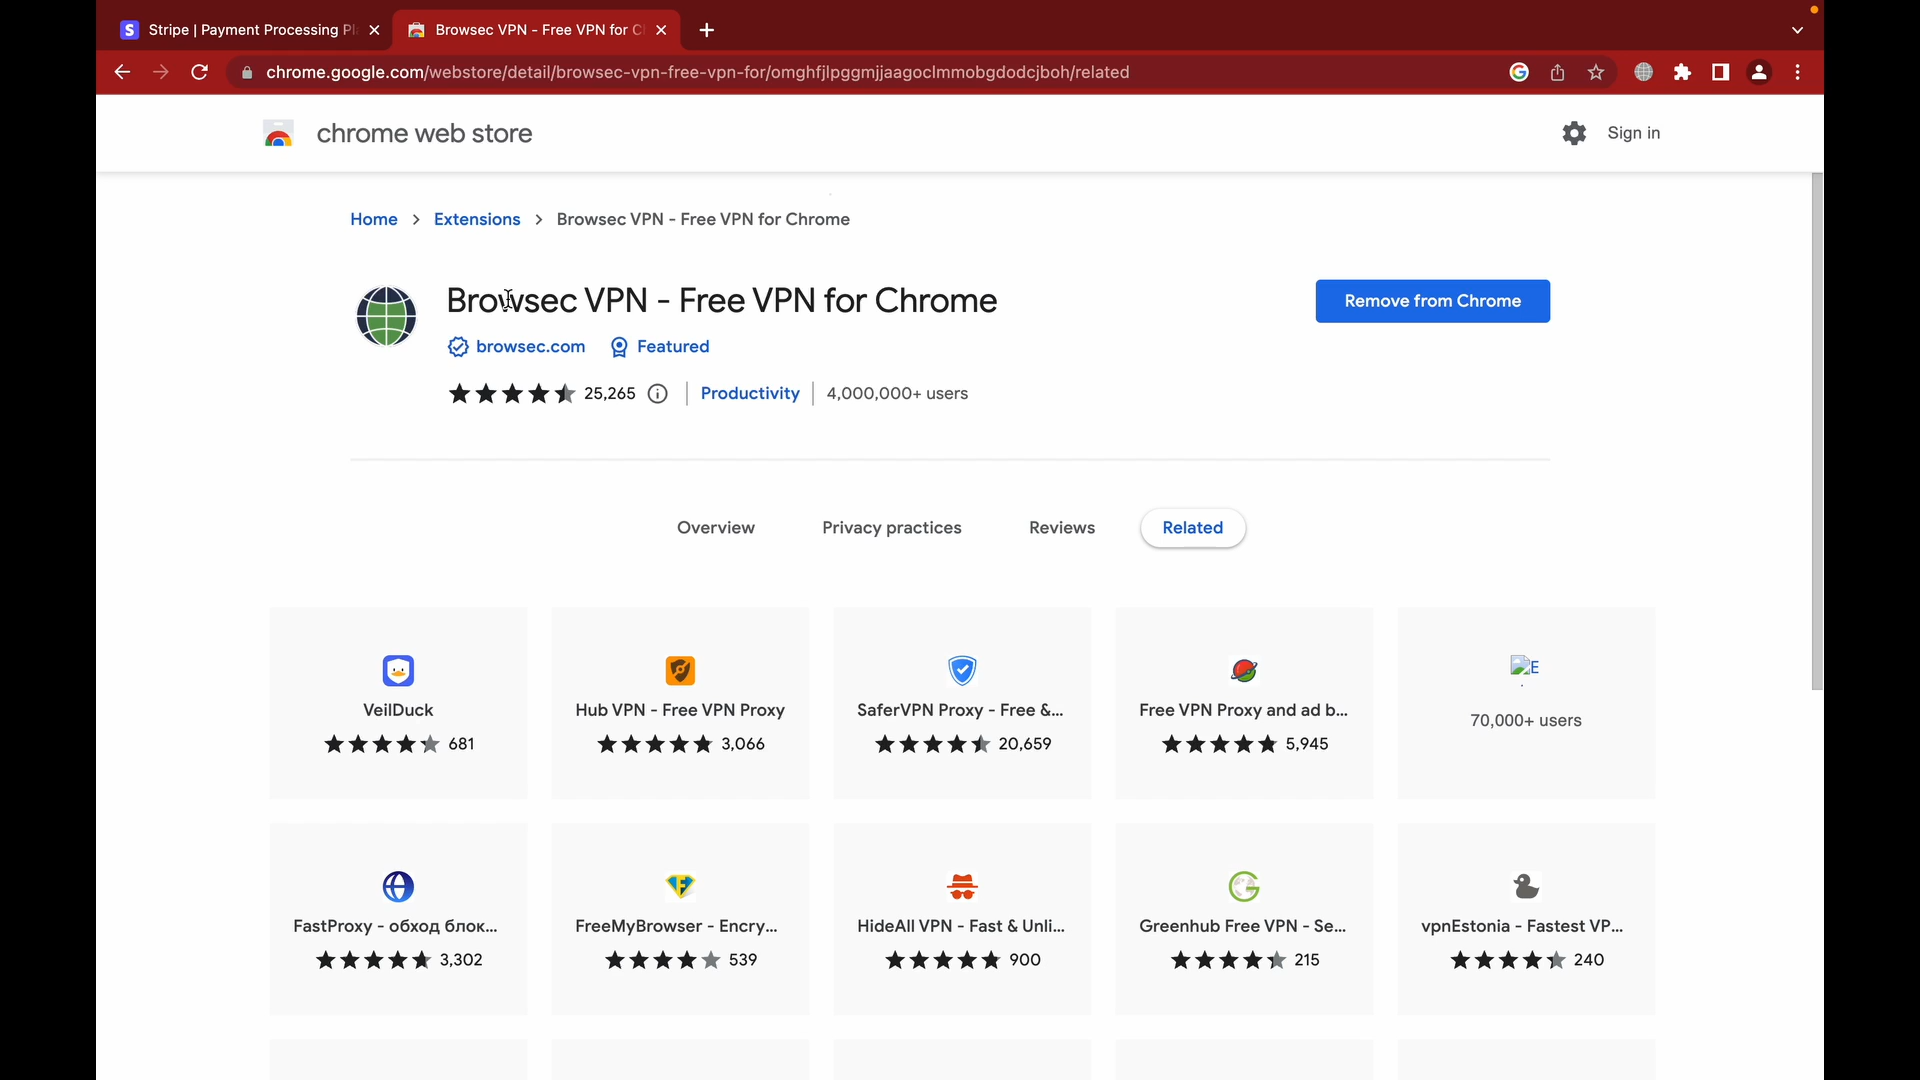 Stripe | Payment Processing Pl
Browsec VPN - Free VPN for C
chrome.google.com/webstore/detail/browsec-vpn-free-vpn-for/omghfjlpggmjjaagoclmmobgdodcjboh/related
chrome web store
Sign in
Home > Extensions > Browsec VPN - Free VPN for Chrome
Browsec VPN - Free VPN for Chrome
Remove from Chrome
browsec.com Featured
25,265 | Productivity | 4,000,000+ users
Overview Privacy practices Reviews Related
VeilDuck
681
Hub VPN - Free VPN Proxy
3,066
SaferVPN Proxy - Free &...
20,659
Free VPN Proxy and ad b...
5,945
E
70,000+ users
FastProxy - обход блок...
3,302
FreeMyBrowser - Encry...
539
HideAll VPN - Fast & Unli...
900
Greenhub Free VPN - Se...
215
vpnEstonia - Fastest VP...
240